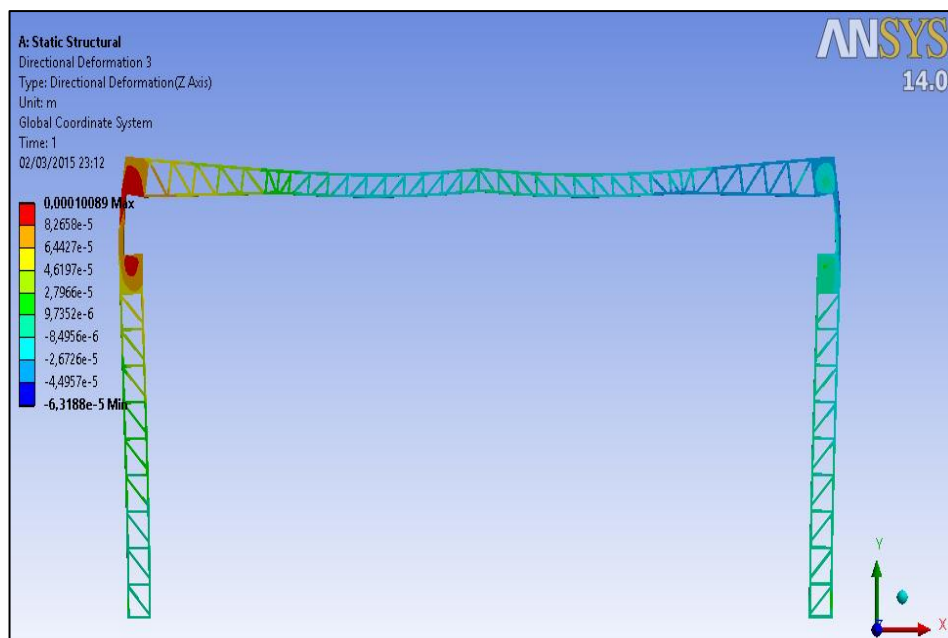 A: Static Structural
Directional Deformation 3
Type: Directional Deformation(Z Axis)
Unit: m
Global Coordinate System
Time: 1
02/03/2015 23:12
ANSYS
14.0
0,00010089 Max
8,2658e-5
6,4427e-5
4,6197e-5
2,7966e-5
9,7352e-6
-8,4956e-6
-2,6726e-5
-4,4957e-5
-6,3188e-5 Min
Y
X